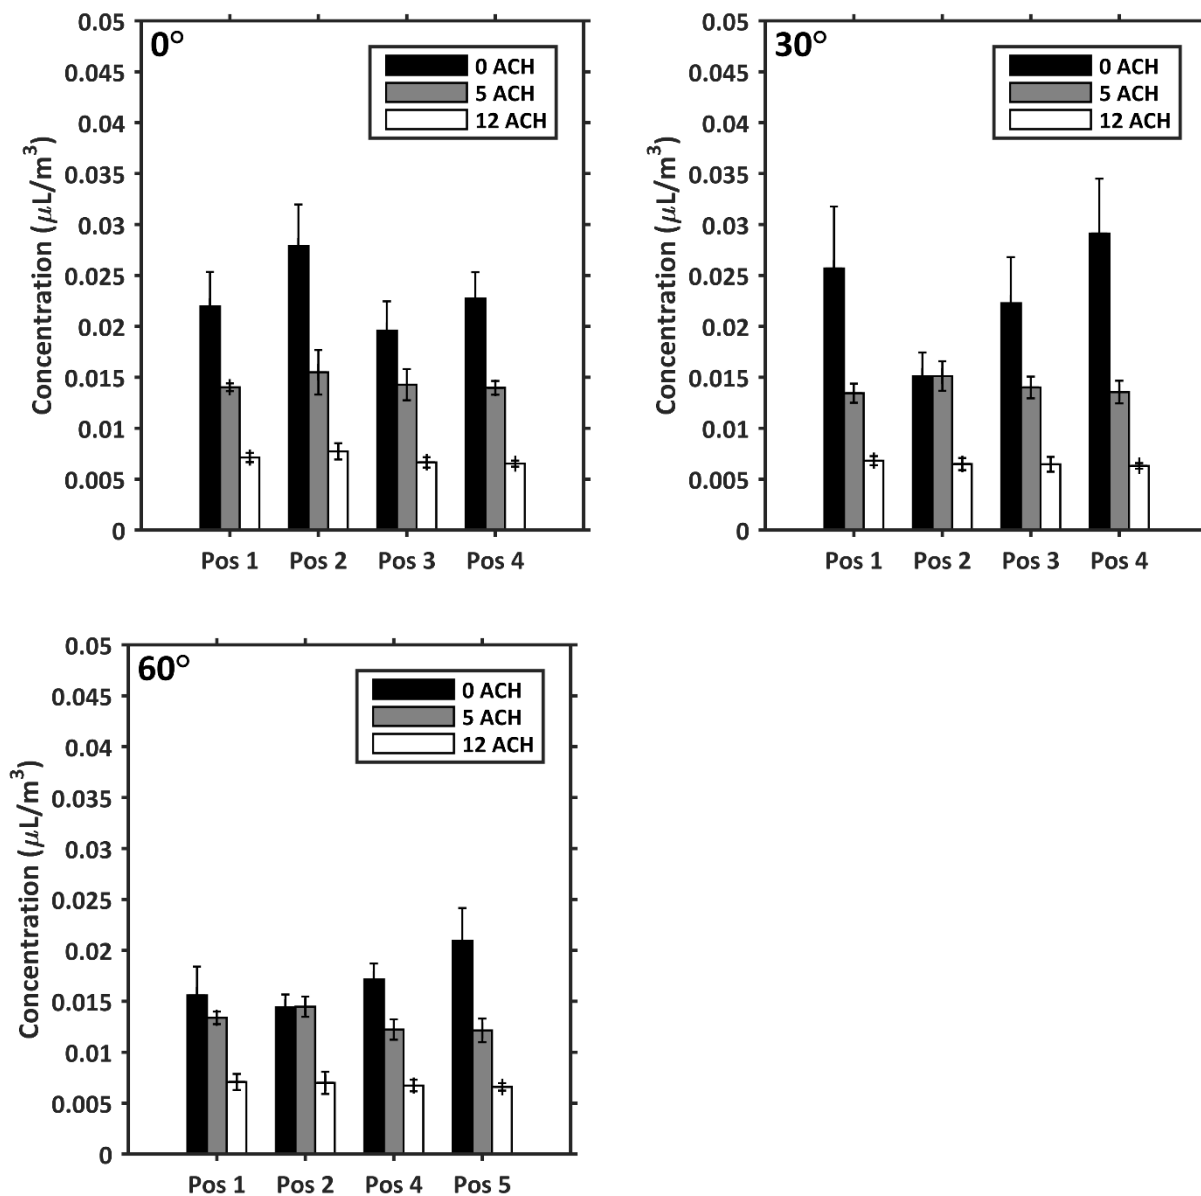 0°
0 ACH
5 ACH
12 ACH
Concentration (μL/m³)
0.05
0.045
0.04
0.035
0.03
0.025
0.02
0.015
0.01
0.005
0
Pos 1 Pos 2 Pos 3 Pos 4
30°
0 ACH
5 ACH
12 ACH
Concentration (μL/m³)
0.05
0.045
0.04
0.035
0.03
0.025
0.02
0.015
0.01
0.005
0
Pos 1 Pos 2 Pos 3 Pos 4
60°
0 ACH
5 ACH
12 ACH
Concentration (μL/m³)
0.05
0.045
0.04
0.035
0.03
0.025
0.02
0.015
0.01
0.005
0
Pos 1 Pos 2 Pos 4 Pos 5